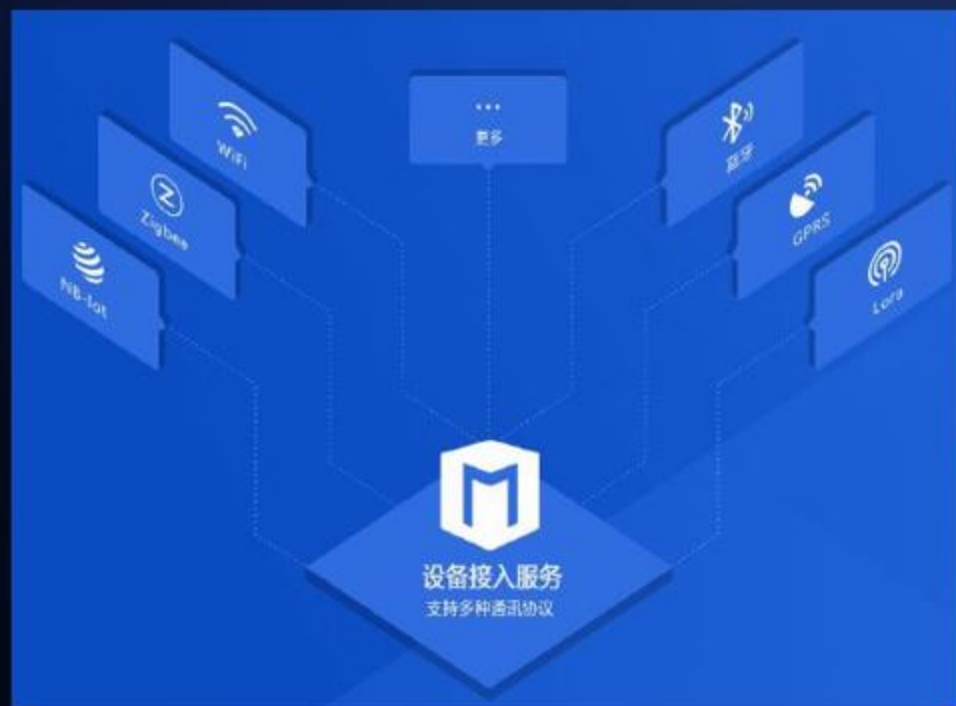 WiFi
Zigbee
NB-Iot
...
更多
蓝牙
GPRS
Lora
设备接入服务
支持多种通讯协议